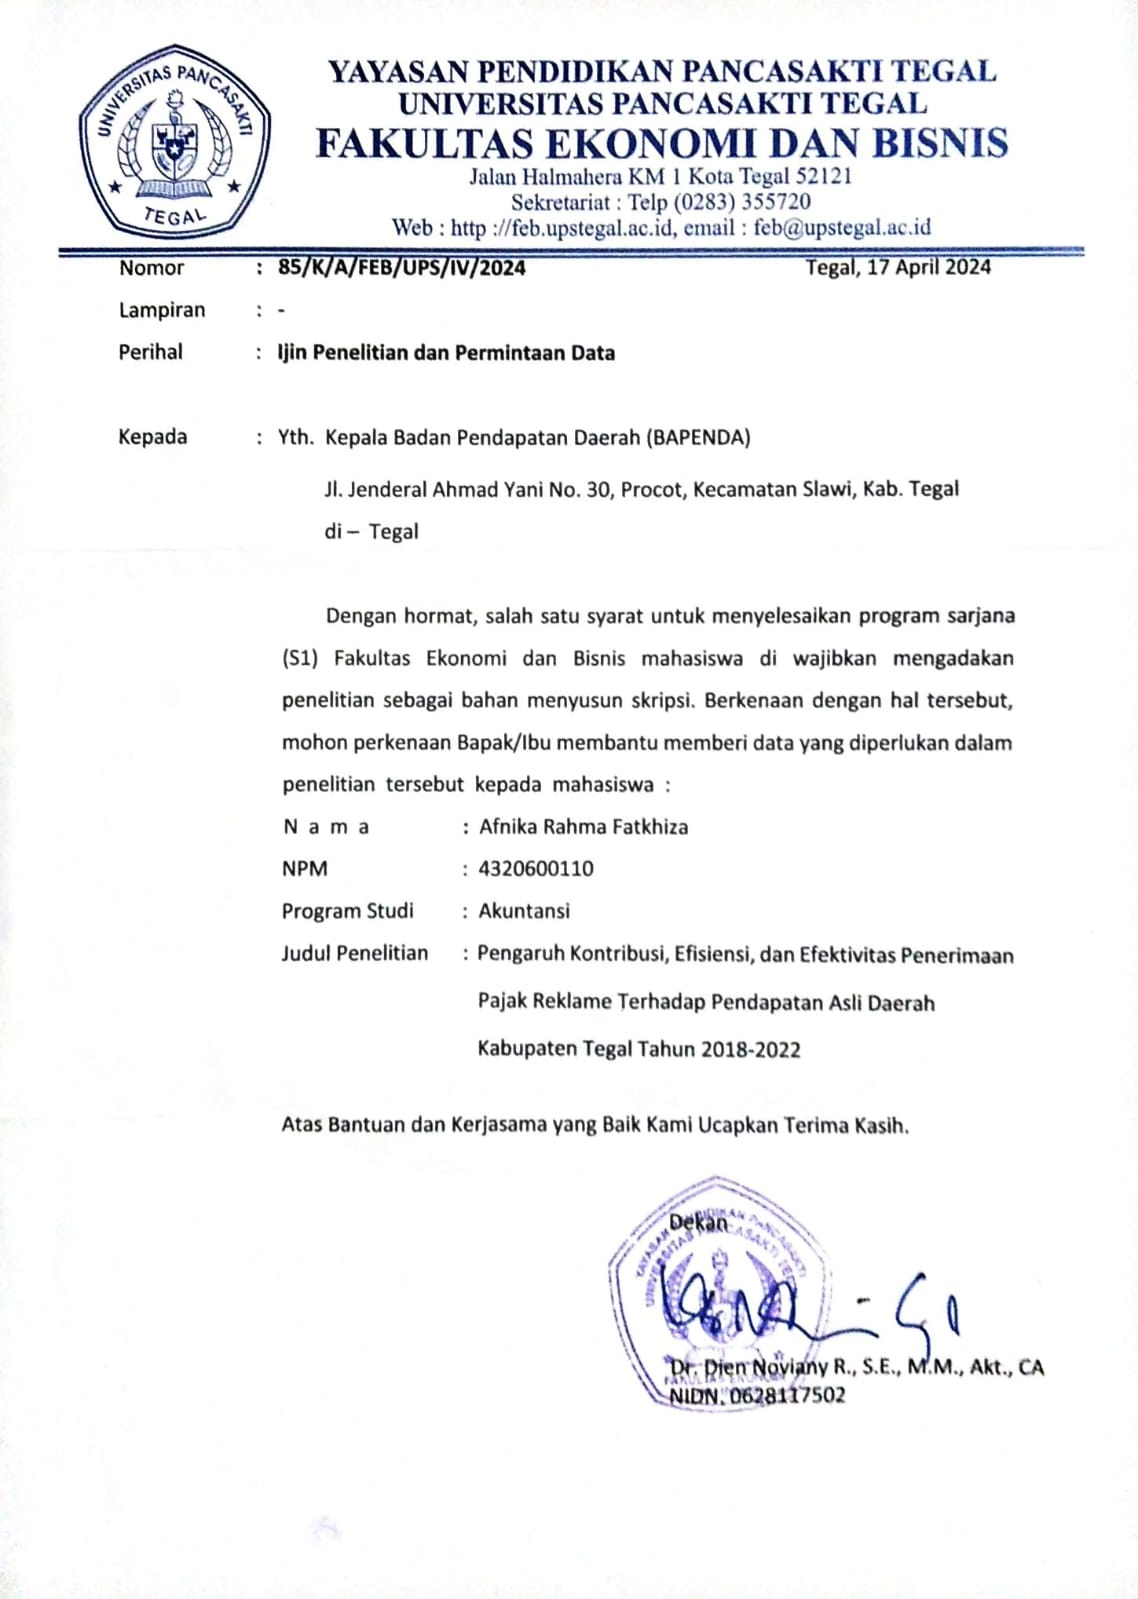 UNIVERSITAS PANCASAKTI
TEGAL
YAYASAN PENDIDIKAN PANCASAKTI TEGAL
UNIVERSITAS PANCASAKTI TEGAL
FAKULTAS EKONOMI DAN BISNIS
Jalan Halmahera KM 1 Kota Tegal 52121
Sekretariat : Telp (0283) 355720
Web : http ://feb.upstegal.ac.id, email : feb@upstegal.ac.id
Nomor : 85/K/A/FEB/UPS/IV/2024 Tegal, 17 April 2024
Lampiran : -
Perihal : Ijin Penelitian dan Permintaan Data
Kepada : Yth. Kepala Badan Pendapatan Daerah (BAPENDA)
Jl. Jenderal Ahmad Yani No. 30, Procot, Kecamatan Slawi, Kab. Tegal
di – Tegal
Dengan hormat, salah satu syarat untuk menyelesaikan program sarjana
(S1) Fakultas Ekonomi dan Bisnis mahasiswa di wajibkan mengadakan
penelitian sebagai bahan menyusun skripsi. Berkenaan dengan hal tersebut,
mohon perkenaan Bapak/Ibu membantu memberi data yang diperlukan dalam
penelitian tersebut kepada mahasiswa :
N a m a : Afnika Rahma Fatkhiza
NPM : 4320600110
Program Studi : Akuntansi
Judul Penelitian : Pengaruh Kontribusi, Efisiensi, dan Efektivitas Penerimaan
Pajak Reklame Terhadap Pendapatan Asli Daerah
Kabupaten Tegal Tahun 2018-2022
Atas Bantuan dan Kerjasama yang Baik Kami Ucapkan Terima Kasih.
Dekan
YAYASAN PENDIDIKAN PANCASAKTI
UNIVERSITAS PANCASAKTI TEGAL
Dr. Dien Noviany R., S.E., M.M., Akt., CA
NIDN. 0628117502